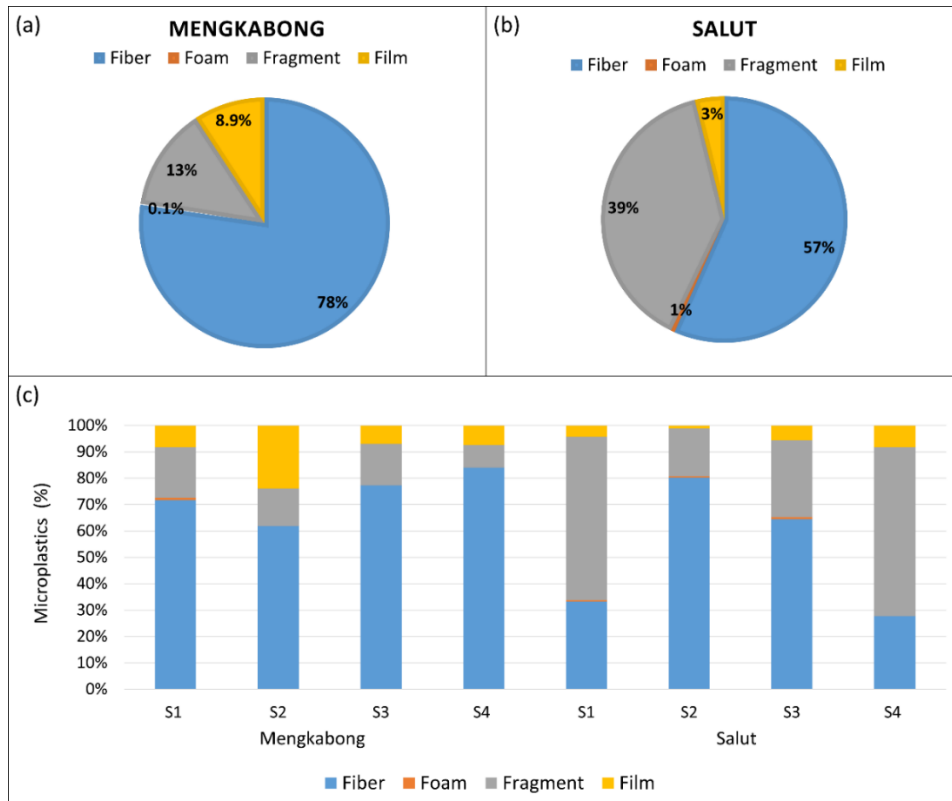 (a)
MENGKABONG
Fiber Foam Fragment Film
8.9%
13%
0.1%
78%
(b)
SALUT
Fiber Foam Fragment Film
3%
39%
57%
1%
(c)
100%
90%
80%
70%
60%
50%
40%
30%
20%
10%
0%
Microplastics (%)
S1 S2 S3 S4 S1 S2 S3 S4
Mengkabong Salut
Fiber Foam Fragment Film